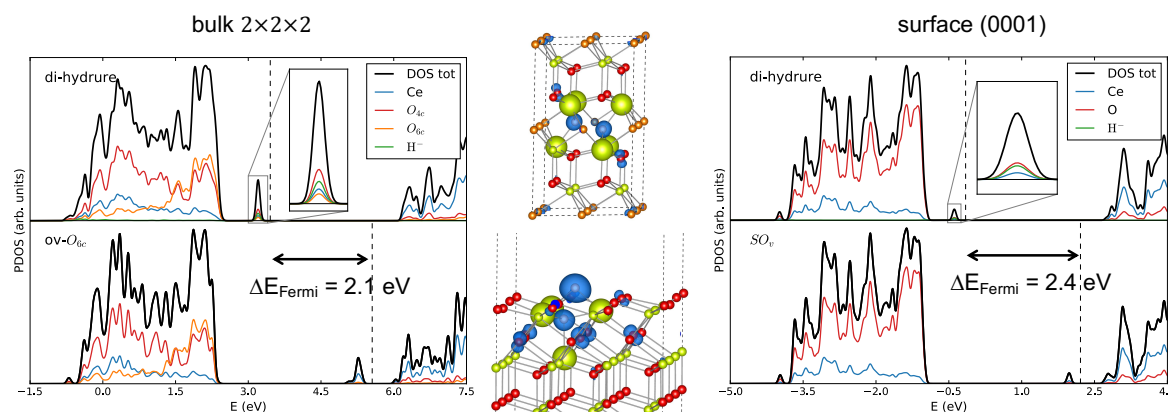 bulk 2×2×2
surface (0001)
di-hydrure
DOS tot
Ce
O4c
O6c
H⁻
PDOS (arb. units)
ov-O6c
ΔE_Fermi = 2.1 eV
−1.5 0.0 1.5 3.0 4.5 6.0 7.5
E (eV)
di-hydrure
DOS tot
Ce
O
H⁻
PDOS (arb. units)
SOv
ΔE_Fermi = 2.4 eV
−5.0 −3.5 −2.0 −0.5 1.0 2.5 4.
E (eV)